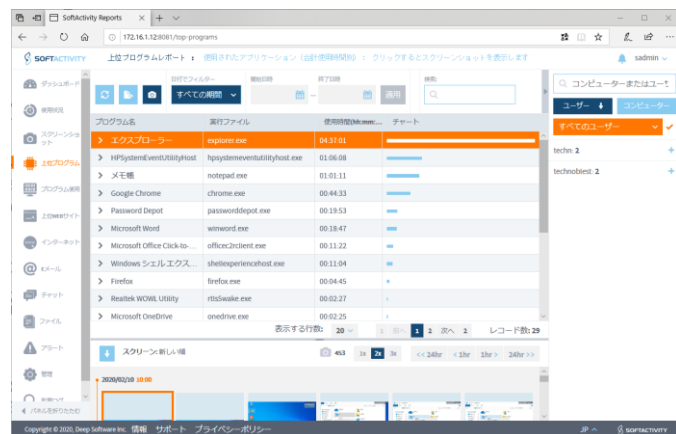 SoftActivity Reports
172.16.1.12:8081/top-programs
SOFTACTIVITY
上位プログラムレポート : 使用されたアプリケーション (合計使用時間別) : クリックするとスクリーンショットを表示します
sadmin
ダッシュボード
使用状況
スクリーンショット
上位プログラム
プログラム使用
上位WEBサイト
インターネット
Eメール
チャット
ファイル
アラート
管理
パネルを折りたたむ
日付でフィルター
すべての期間
開始日時
–
終了日時
適用
検索:
プログラム名 実行ファイル 使用時間(hh:mm:... チャート
エクスプローラー explorer.exe 04:37:01
HPSystemEventUtilityHost hpsystemeventutilityhost.exe 01:06:08
メモ帳 notepad.exe 01:01:11
Google Chrome chrome.exe 00:44:33
Password Depot passworddepot.exe 00:19:53
Microsoft Word winword.exe 00:18:47
Microsoft Office Click-to-... officec2rclient.exe 00:11:22
Windows シェル エクス... shellexperiencehost.exe 00:11:04
Firefox firefox.exe 00:04:45
Realtek WOWL Utility rtls5wake.exe 00:02:27
Microsoft OneDrive onedrive.exe 00:02:25
表示する行数: 20 1 前へ 1 2 次へ 2 レコード数: 29
スクリーン: 新しい順 453 1x 2x 3x <<24hr <1hr 1hr> 24hr>>
2020/02/10 10:00
コンピューターまたはユーザ
ユーザー コンピューター
すべてのユーザー
techn: 2
technoblest: 2
Copyright © 2020, Deep Software Inc. 情報 サポート プライバシーポリシー
JP
SOFTACTIVITY